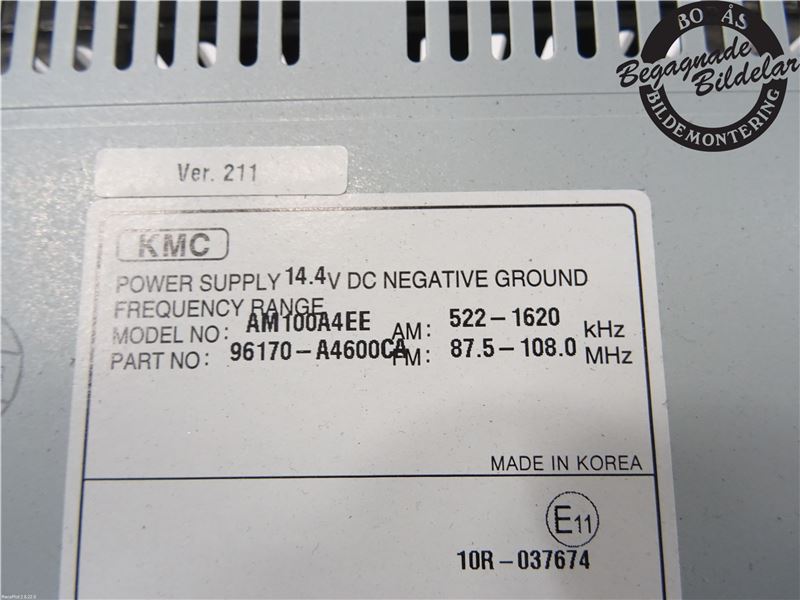 BO ÅS
Begagnade
Bildelar
BILDEMONTERING
Ver. 211
KMC
POWER SUPPLY 14.4V DC NEGATIVE GROUND
FREQUENCY RANGE
MODEL NO: AM100A4EE AM: 522-1620 kHz
PART NO: 96170-A4600CA FM: 87.5-108.0 MHz
MADE IN KOREA
E11
10R-037674